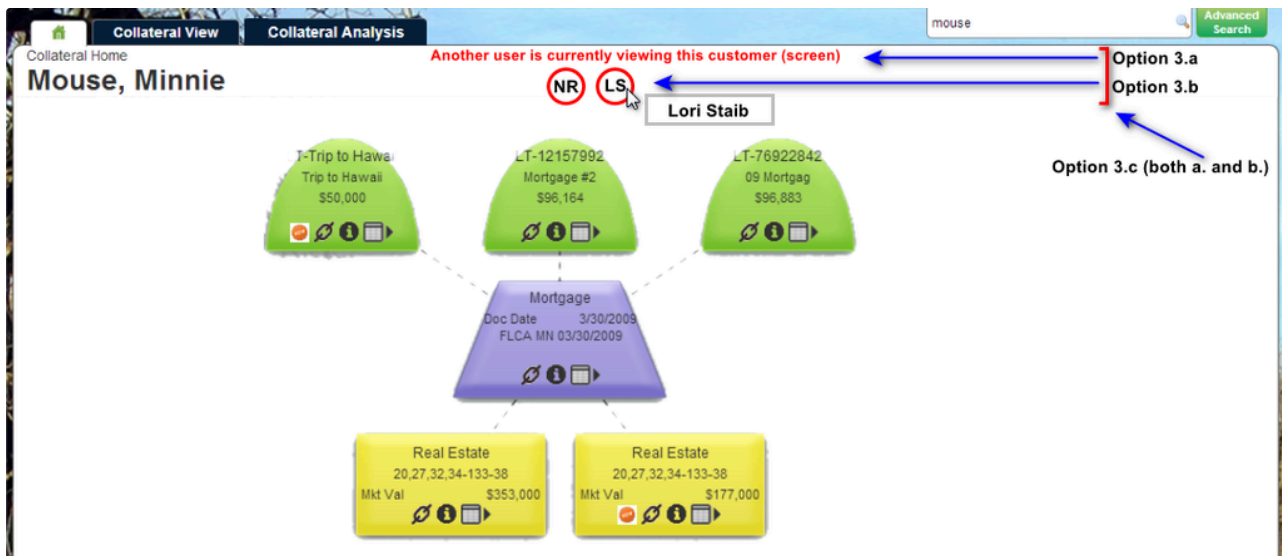 Collateral View
Collateral Analysis
mouse
Advanced
Search
Collateral Home
Mouse, Minnie
Another user is currently viewing this customer (screen)
Option 3.a
NR
LS
Option 3.b
Lori Staib
Option 3.c (both a. and b.)
T-Trip to Hawai
Trip to Hawaii
$50,000
LT-12157992
Mortgage #2
$96,164
LT-76922842
09 Mortgag
$96,883
Mortgage
Doc Date 3/30/2009
FLCA MN 03/30/2009
Real Estate
20,27,32,34-133-38
Mkt Val $353,000
Real Estate
20,27,32,34-133-38
Mkt Val $177,000